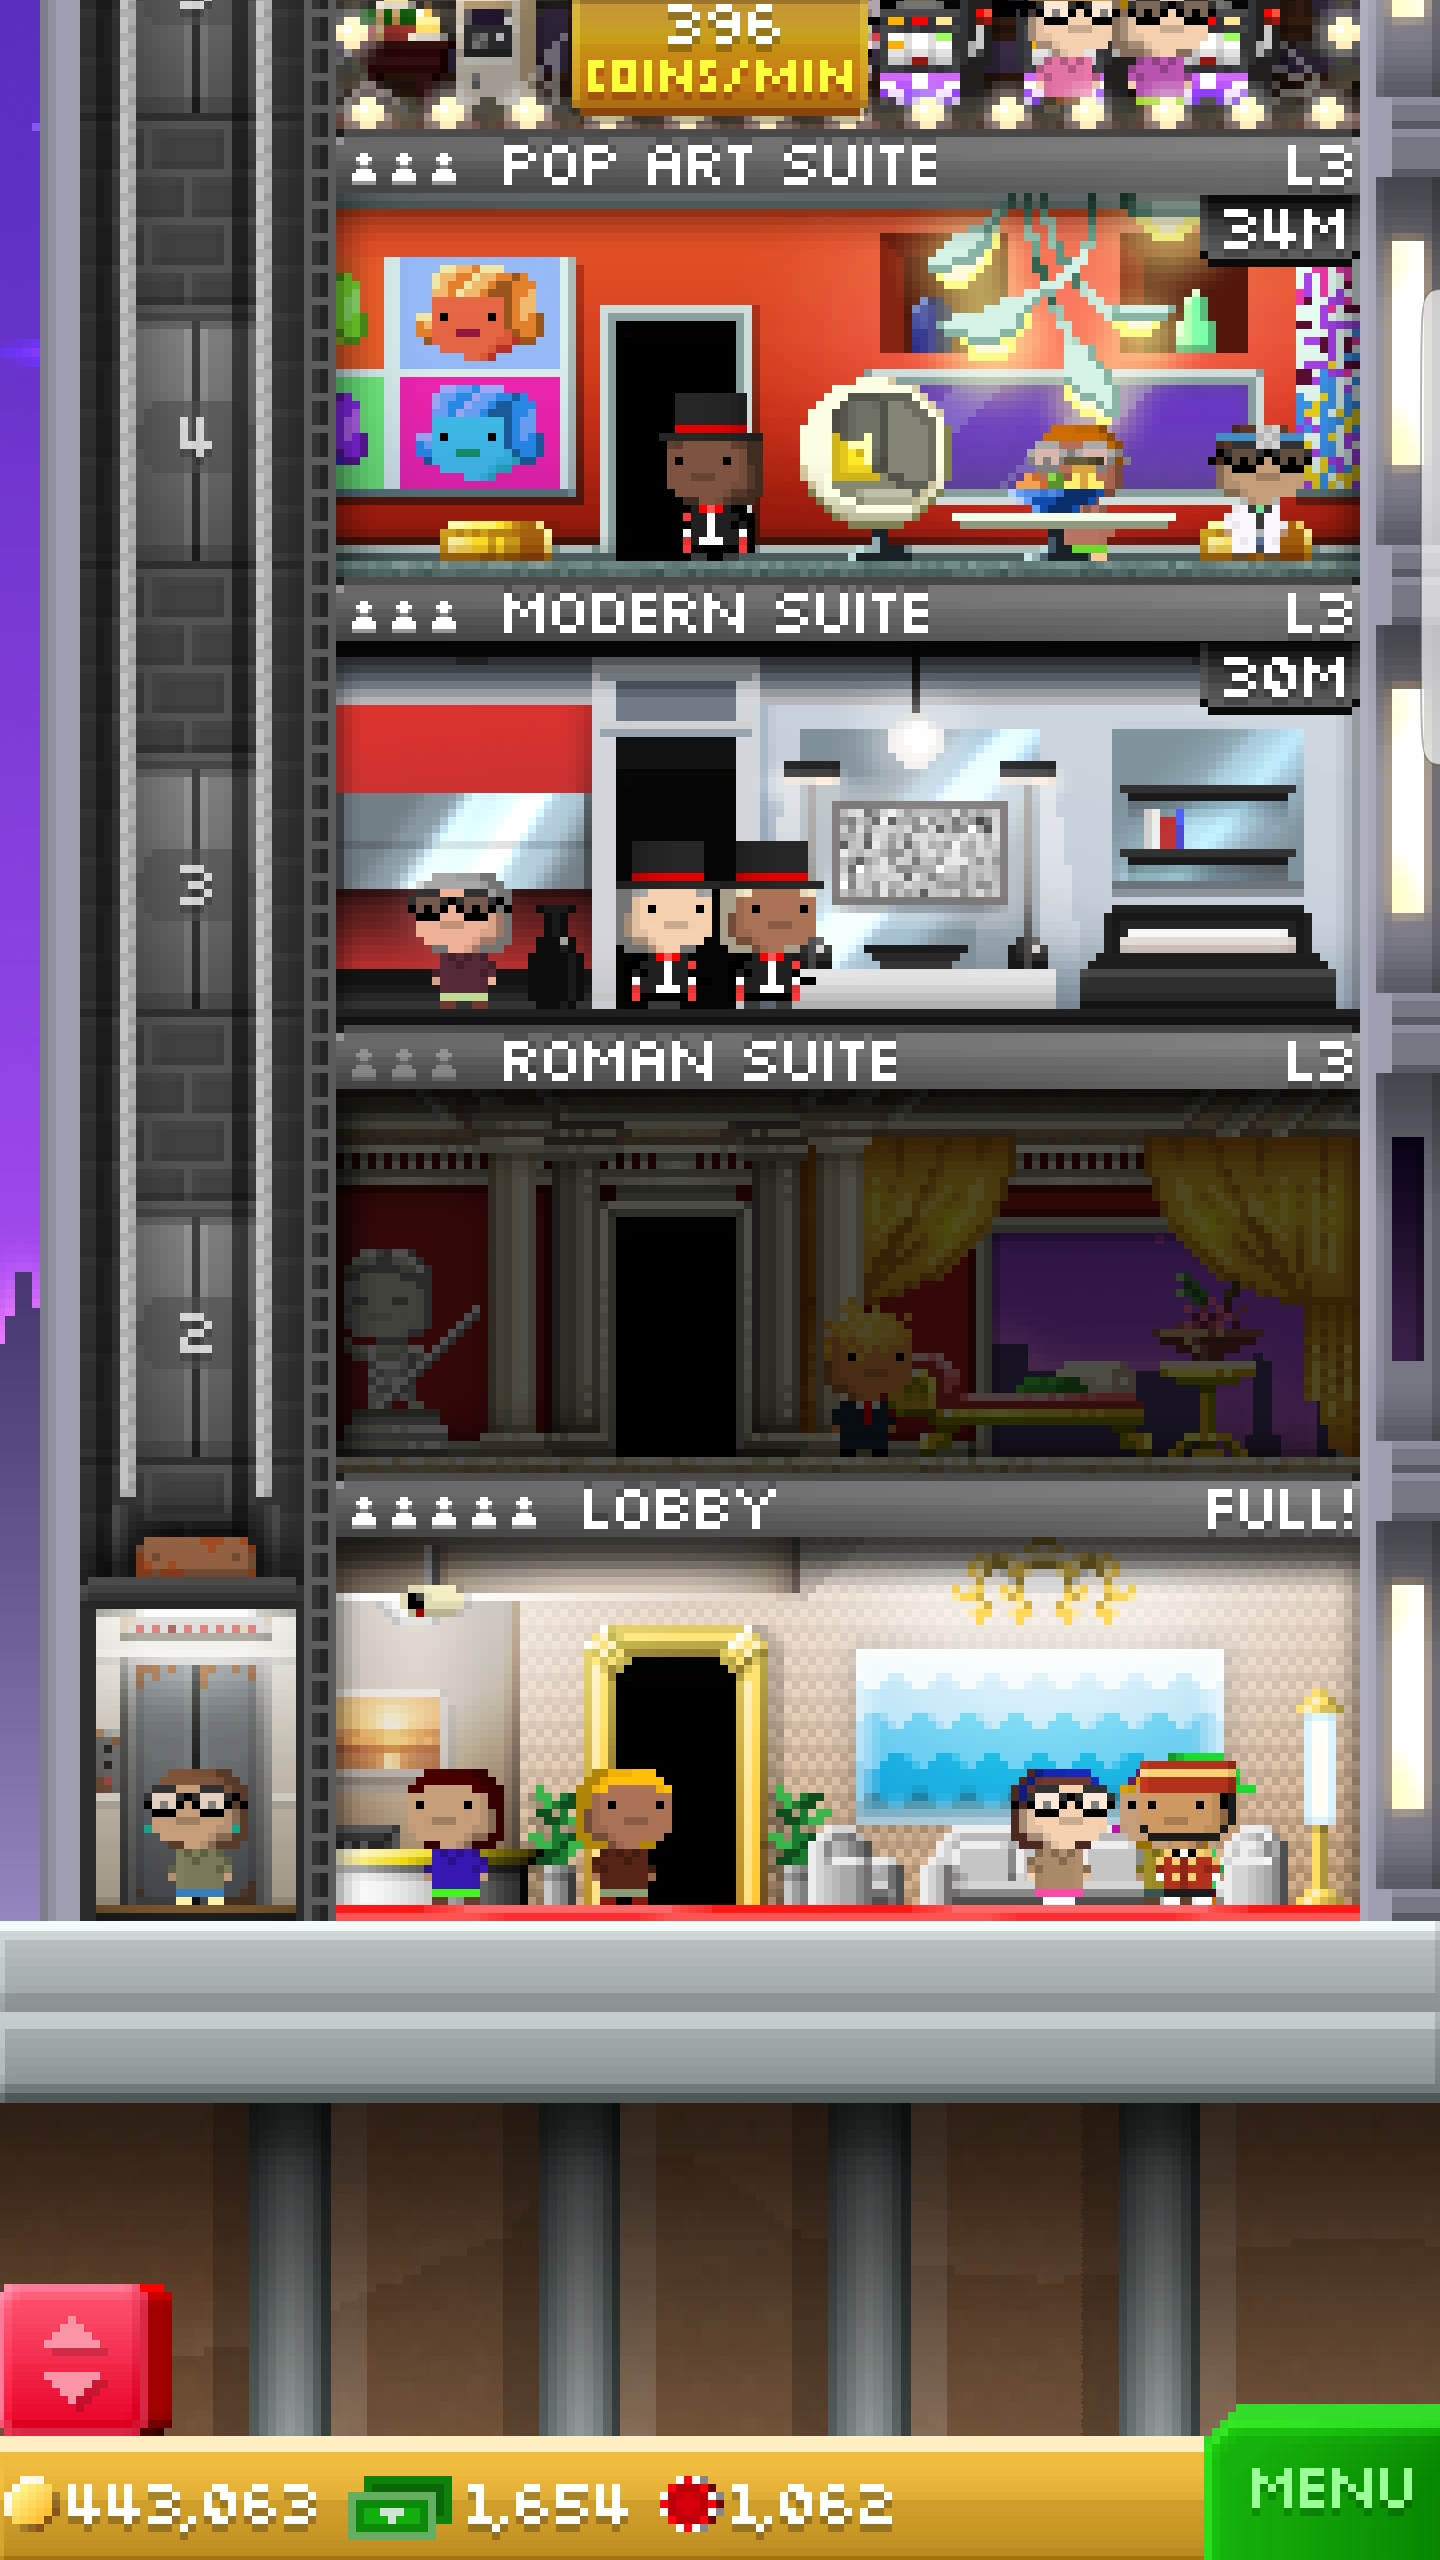 396
COINS/MIN
POP ART SUITE L3
34M
4
MODERN SUITE L3
30M
3
ROMAN SUITE L3
2
LOBBY FULL!
443,063 1,654 1,062
MENU